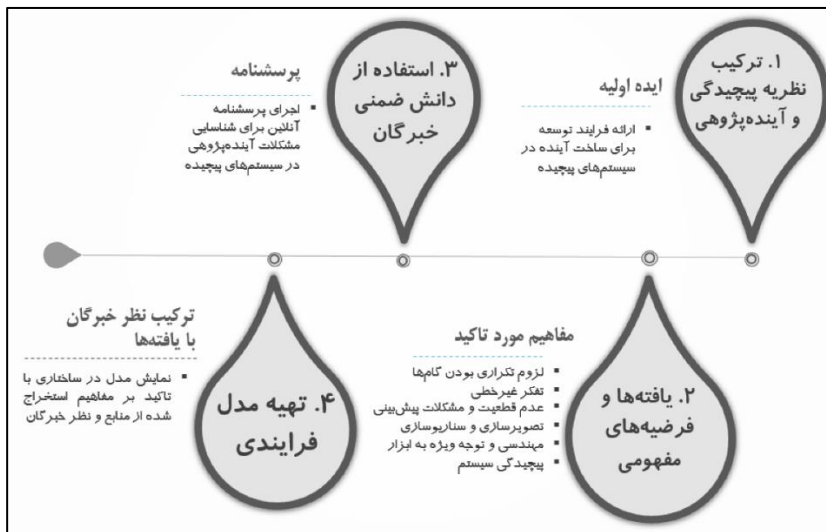 ۱. ترکیب
نظریه پیچیدگی
و آینده‌پژوهی
ایده اولیه
▪ ارائه فرایند توسعه
برای ساخت آینده در
سیستم‌های پیچیده
۲. یافته‌ها و
فرضیه‌های
مفهومی
مفاهیم مورد تاکید
▪ لزوم تکراری بودن گام‌ها
▪ تفکر غیرخطی
▪ عدم قطعیت و مشکلات پیش‌بینی
▪ تصویرسازی و سناریوسازی
▪ مهندسی و توجه ویژه به ابزار
▪ پیچیدگی سیستم
۳. استفاده از
دانش ضمنی
خبرگان
پرسشنامه
▪ اجرای پرسشنامه
آنلاین برای شناسایی
مشکلات آینده‌پژوهی
در سیستم‌های پیچیده
۴. تهیه مدل
فرایندی
ترکیب نظر خبرگان
با یافته‌ها
▪ نمایش مدل در ساختاری با
تاکید بر مفاهیم استخراج
شده از منابع و نظر خبرگان